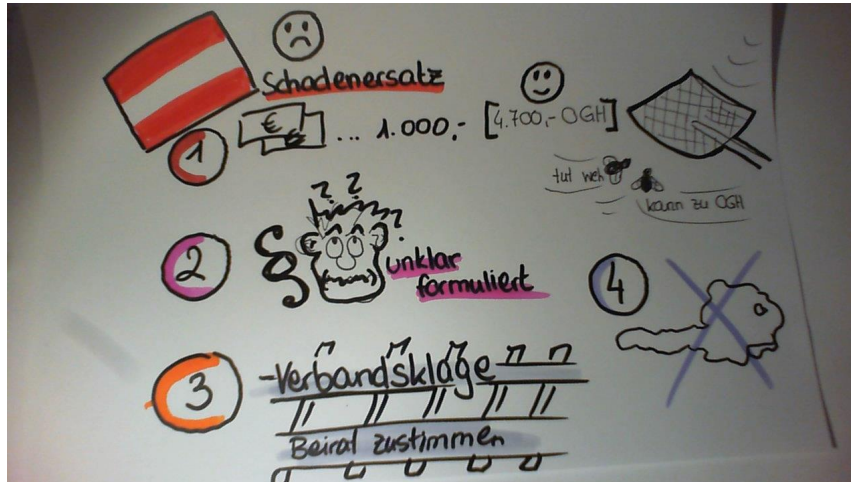 Schadenersatz
1 € € ... 1.000,- [4.700,- OGH]
tut weh
kaum zu OGH
2 § ? ? ? unklar
formuliert
4
3 -Verbandsklage
Beirat zustimmen